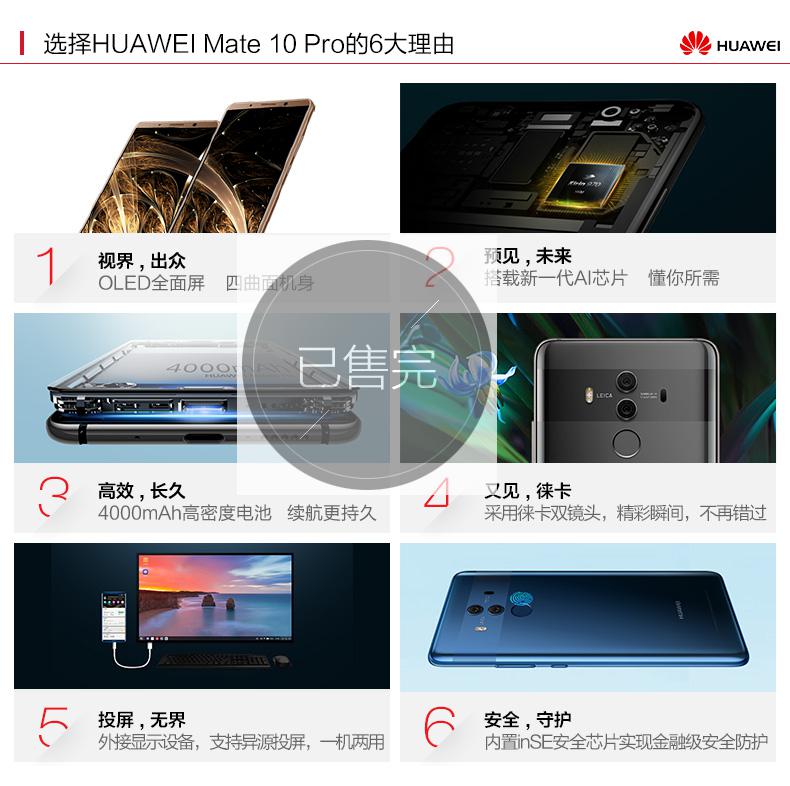 选择HUAWEI Mate 10 Pro的6大理由
HUAWEI
Kirin 970
1
视界，出众
OLED全面屏 四曲面机身
2
预见，未来
搭载新一代AI芯片 懂你所需
4000mAh
HUAWEI
已售完
LEICA
3
高效，长久
4000mAh高密度电池 续航更持久
4
又见，徕卡
采用徕卡双镜头，精彩瞬间，不再错过
HUAWEI
5
投屏，无界
外接显示设备，支持异源投屏，一机两用
6
安全，守护
内置inSE安全芯片实现金融级安全防护